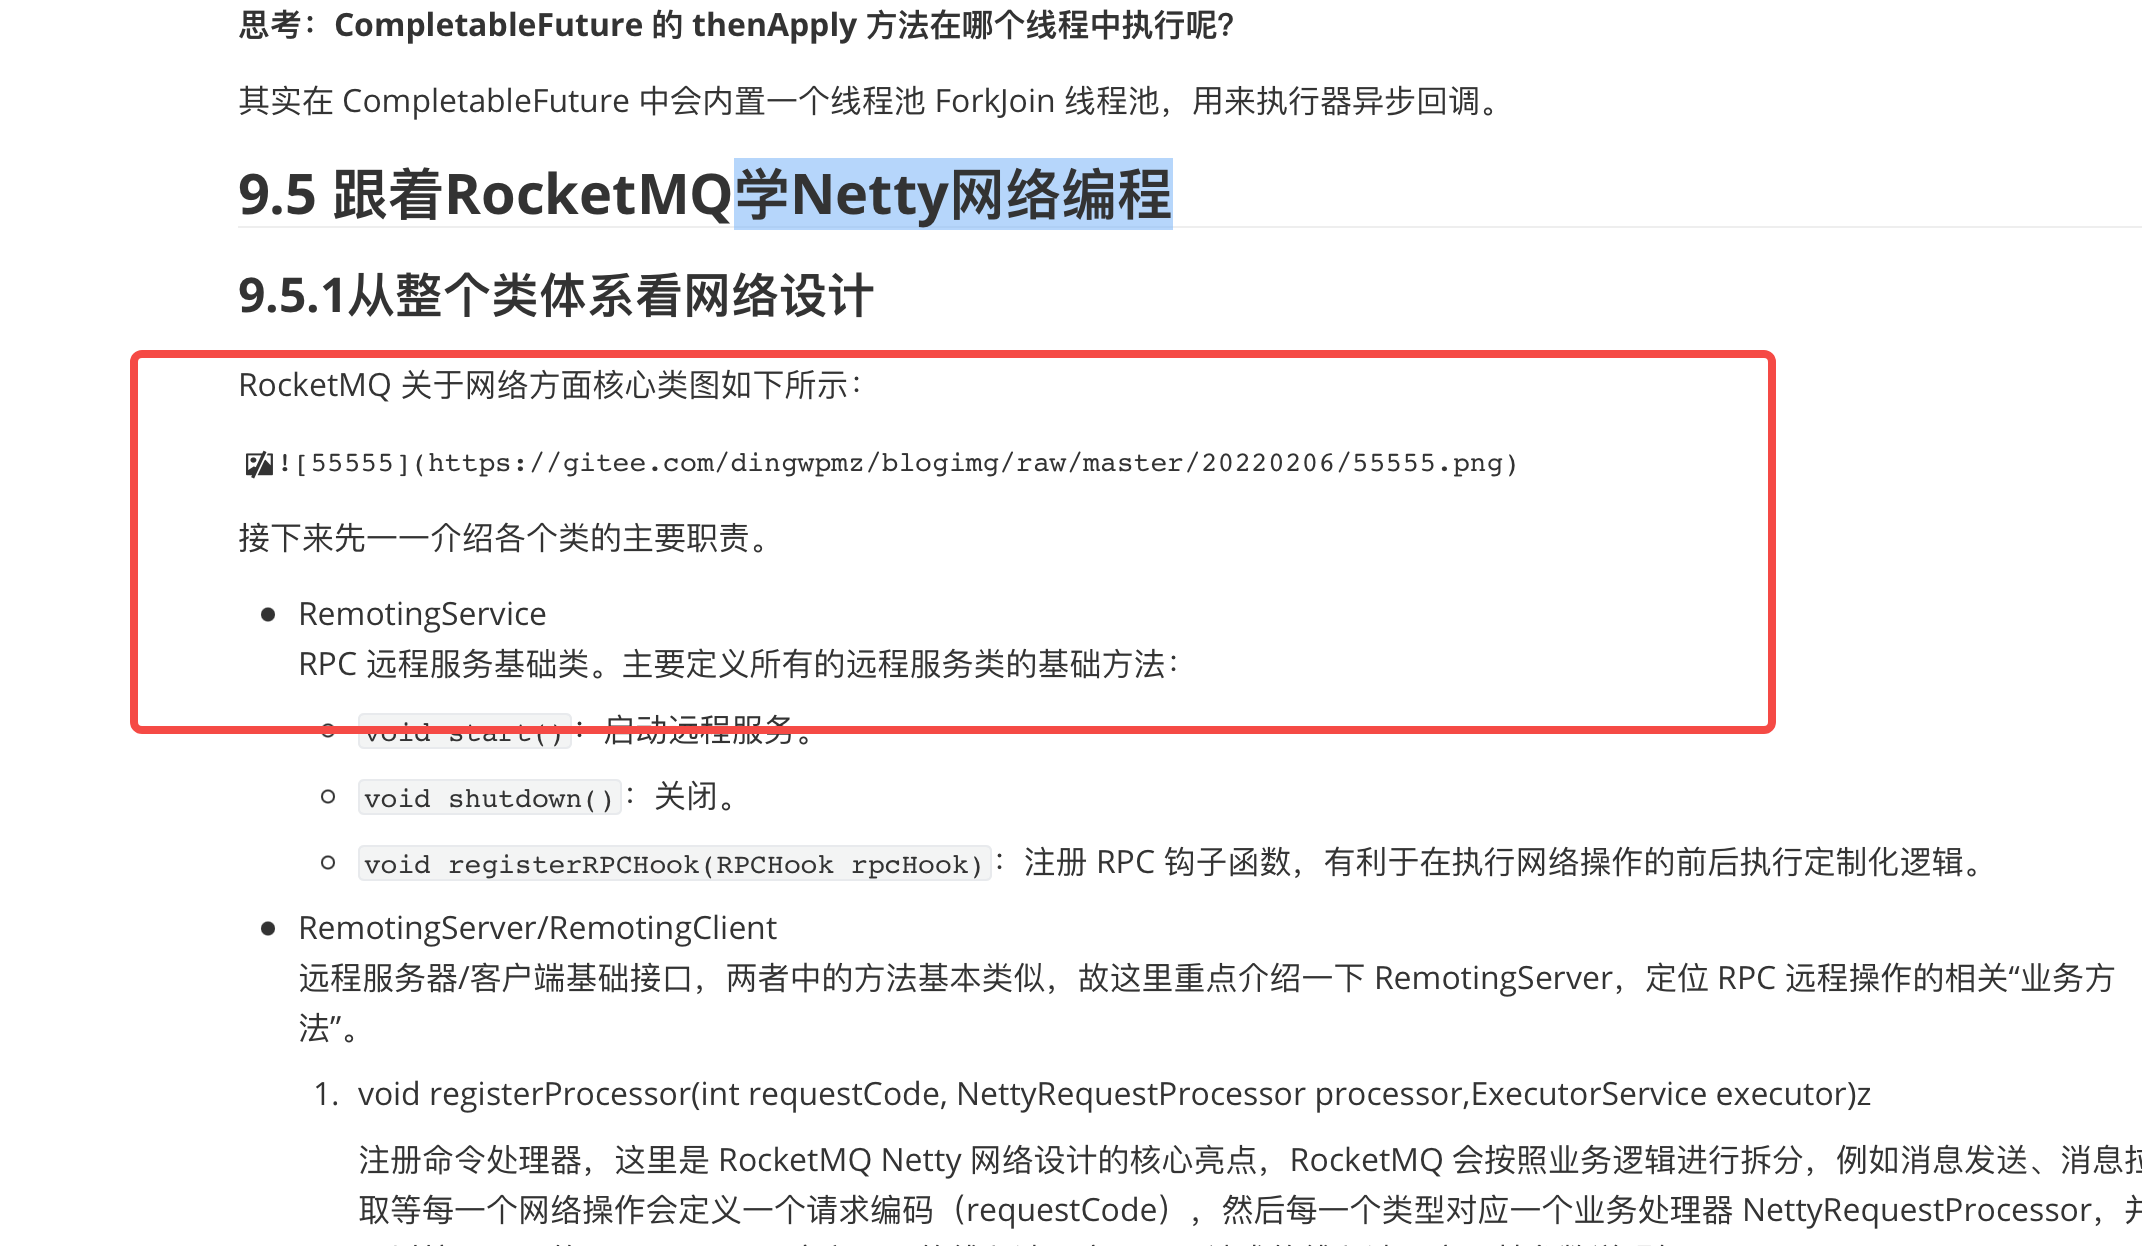 思考：CompletableFuture 的 thenApply 方法在哪个线程中执行呢？
其实在 CompletableFuture 中会内置一个线程池 ForkJoin 线程池，用来执行器异步回调。
9.5 跟着RocketMQ学Netty网络编程
9.5.1从整个类体系看网络设计
RocketMQ 关于网络方面核心类图如下所示：
![55555](https://gitee.com/dingwpmz/blogimg/raw/master/20220206/55555.png)
接下来先一一介绍各个类的主要职责。
RemotingService
RPC 远程服务基础类。主要定义所有的远程服务类的基础方法：
void start()：启动远程服务。
void shutdown()：关闭。
void registerRPCHook(RPCHook rpcHook)：注册 RPC 钩子函数，有利于在执行网络操作的前后执行定制化逻辑。
RemotingServer/RemotingClient
远程服务器/客户端基础接口，两者中的方法基本类似，故这里重点介绍一下 RemotingServer，定位 RPC 远程操作的相关“业务方
法”。
1. void registerProcessor(int requestCode, NettyRequestProcessor processor,ExecutorService executor)z
注册命令处理器，这里是 RocketMQ Netty 网络设计的核心亮点，RocketMQ 会按照业务逻辑进行拆分，例如消息发送、消息拉
取等每一个网络操作会定义一个请求编码（requestCode），然后每一个类型对应一个业务处理器 NettyRequestProcessor，并